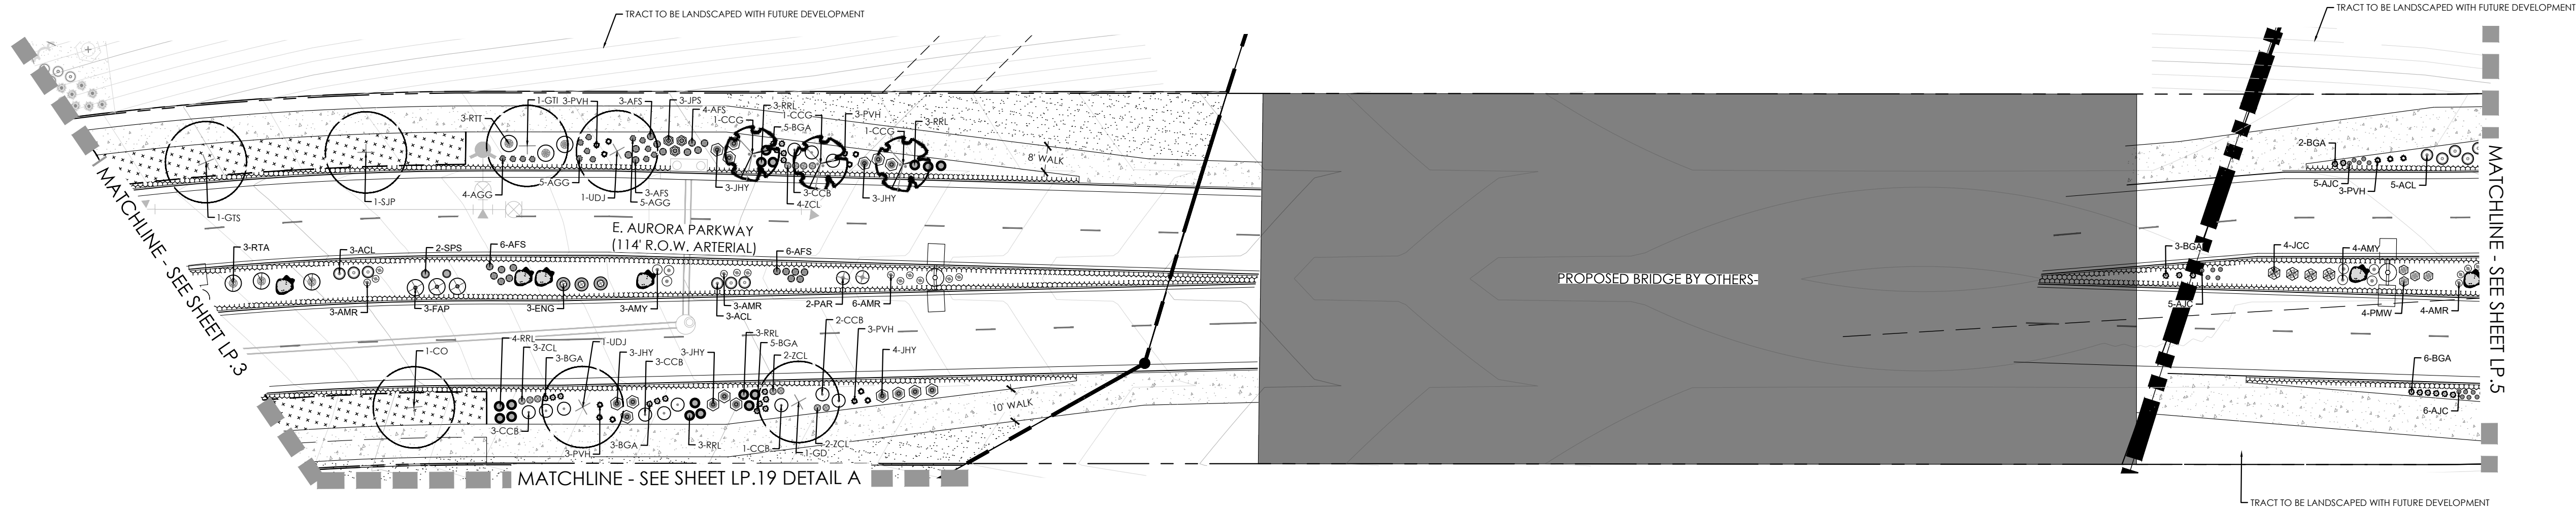 TRACT TO BE LANDSCAPED WITH FUTURE DEVELOPMENT
TRACT TO BE LANDSCAPED WITH FUTURE DEVELOPMENT
1-GTI
3-PVH
3-AFS
3-JPS
4-AFS
3-RRL
1-CCG
5-BGA
1-CCG
3-PVH
1-CCG
3-RRL
3-RTT
8' WALK
2-BGA
MATCHLINE - SEE SHEET LP.3
4-AGG
5-AGG
1-UDJ
3-AFS
5-AGG
3-JHY
3-CCB
4-ZCL
3-JHY
1-SJP
1-GTS
5-AJC
3-PVH
5-ACL
MATCHLINE - SEE SHEET LP.5
E. AURORA PARKWAY
(114' R.O.W. ARTERIAL)
3-RTA
3-ACL
2-SPS
6-AFS
6-AFS
3-BGA
4-JCC
4-AMY
PROPOSED BRIDGE BY OTHERS
3-AMR
3-FAP
3-ENG
3-AMY
3-AMR
3-ACL
2-PAR
6-AMR
5-AJC
4-PMW
4-AMR
2-CCB
3-PVH
4-RRL
3-ZCL
3-BGA
1-UDJ
3-JHY
3-CCB
3-JHY
3-RRL
5-BGA
2-ZCL
4-JHY
1-CO
6-BGA
10' WALK
6-AJC
3-CCB
3-PVH
3-BGA
3-RRL
1-CCB
1-GD
2-ZCL
MATCHLINE - SEE SHEET LP.19 DETAIL A
TRACT TO BE LANDSCAPED WITH FUTURE DEVELOPMENT